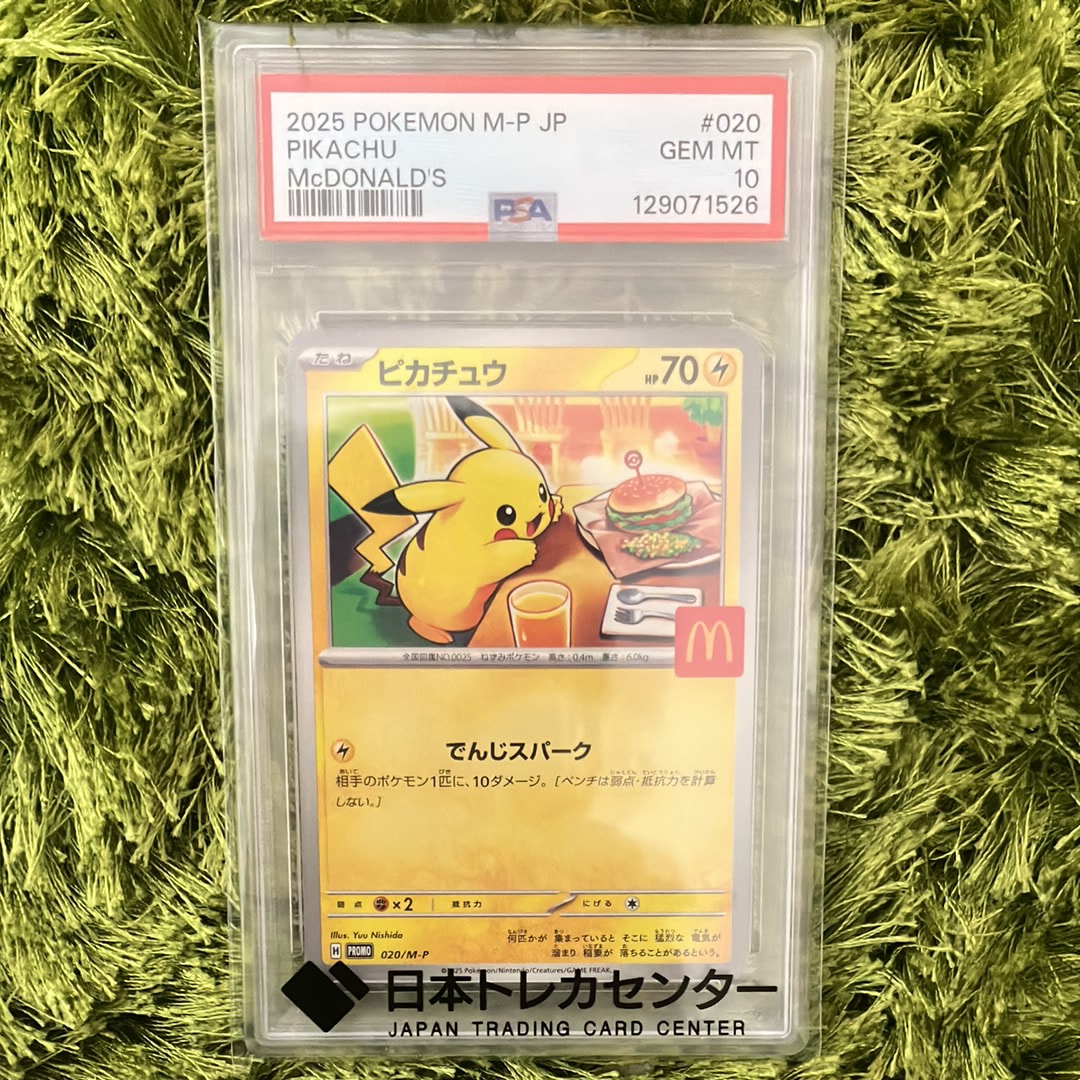 2025 POKEMON M-P JP #020
PIKACHU GEM MT
McDONALD'S 10
PSA 129071526
たね ピカチュウ HP70
全国図鑑NO.0025 ねずみポケモン 高さ:0.4m 重さ:6.0kg
でんじスパーク
相手のポケモン1匹に、10ダメージ。[ベンチは弱点・抵抗力を計算
しない。]
弱点 ×2 抵抗力 にげる
Illus. Yuu Nishida
何匹かが 集まっていると そこに 猛烈な 電気が
溜まり 稲妻が 落ちることがあるという。
PROMO 020/M-P
©2025 Pokémon/Nintendo/Creatures/GAME FREAK.
日本トレカセンター
JAPAN TRADING CARD CENTER